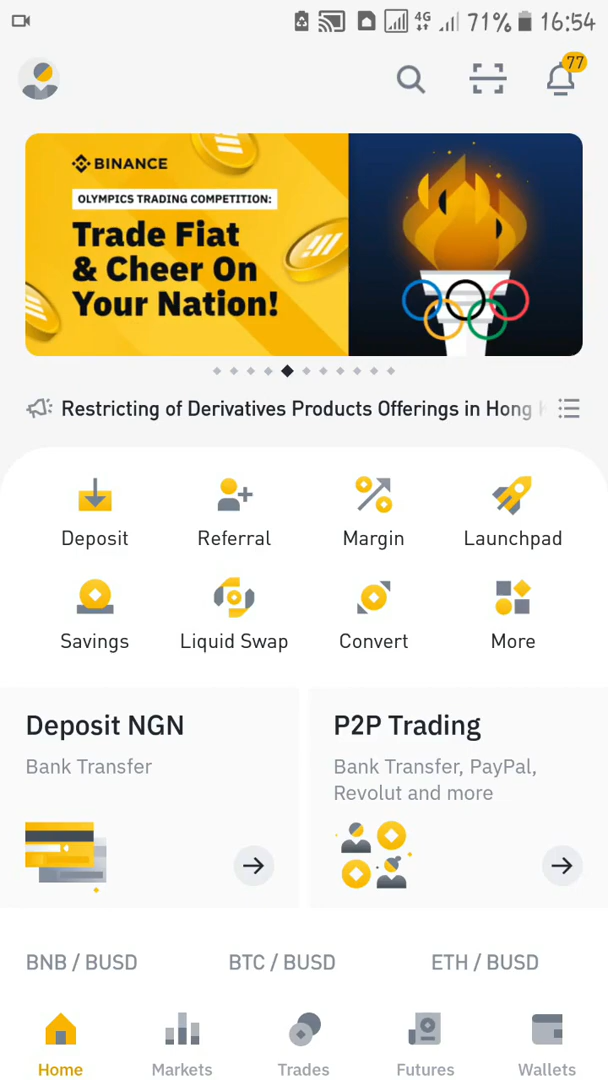 4G 71% 16:54
77
BINANCE
OLYMPICS TRADING COMPETITION:
Trade Fiat
& Cheer On
Your Nation!
Restricting of Derivatives Products Offerings in Hong
Deposit Referral Margin Launchpad
Savings Liquid Swap Convert More
Deposit NGN
Bank Transfer
P2P Trading
Bank Transfer, PayPal,
Revolut and more
BNB / BUSD BTC / BUSD ETH / BUSD
Home Markets Trades Futures Wallets